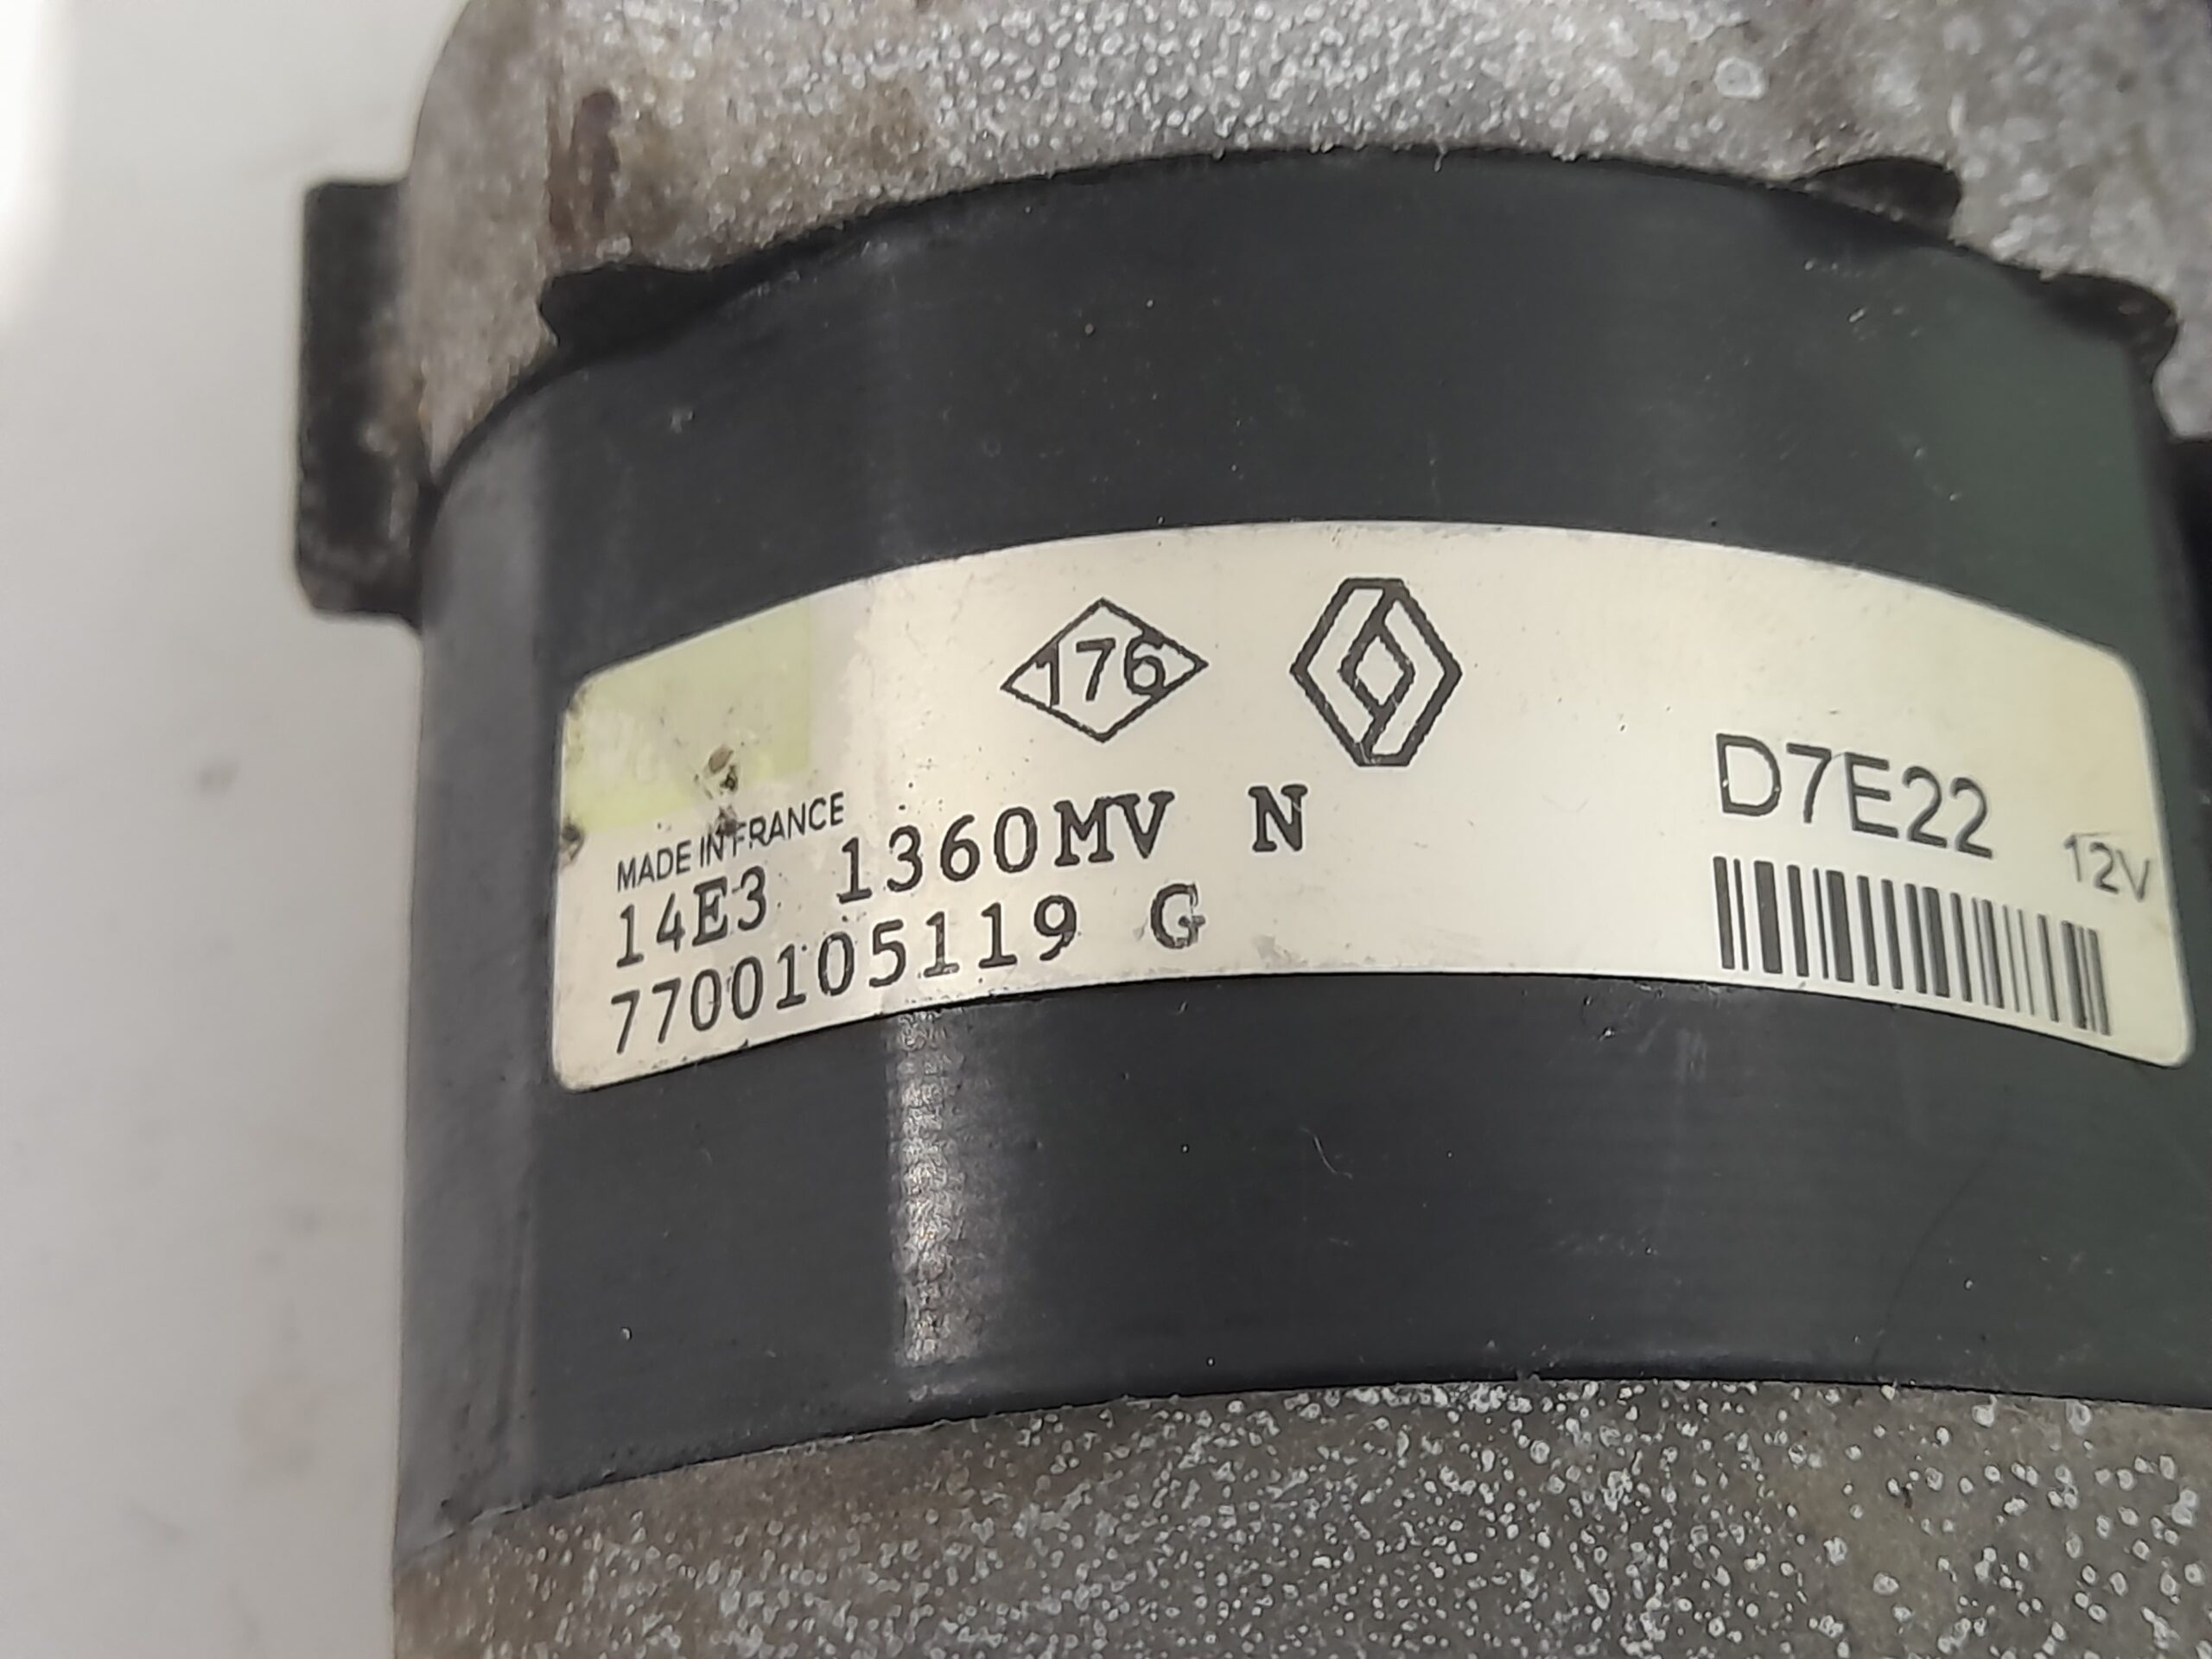 176
D7E22
12V
MADE IN FRANCE
14E3 1360MV N
7700105119 G